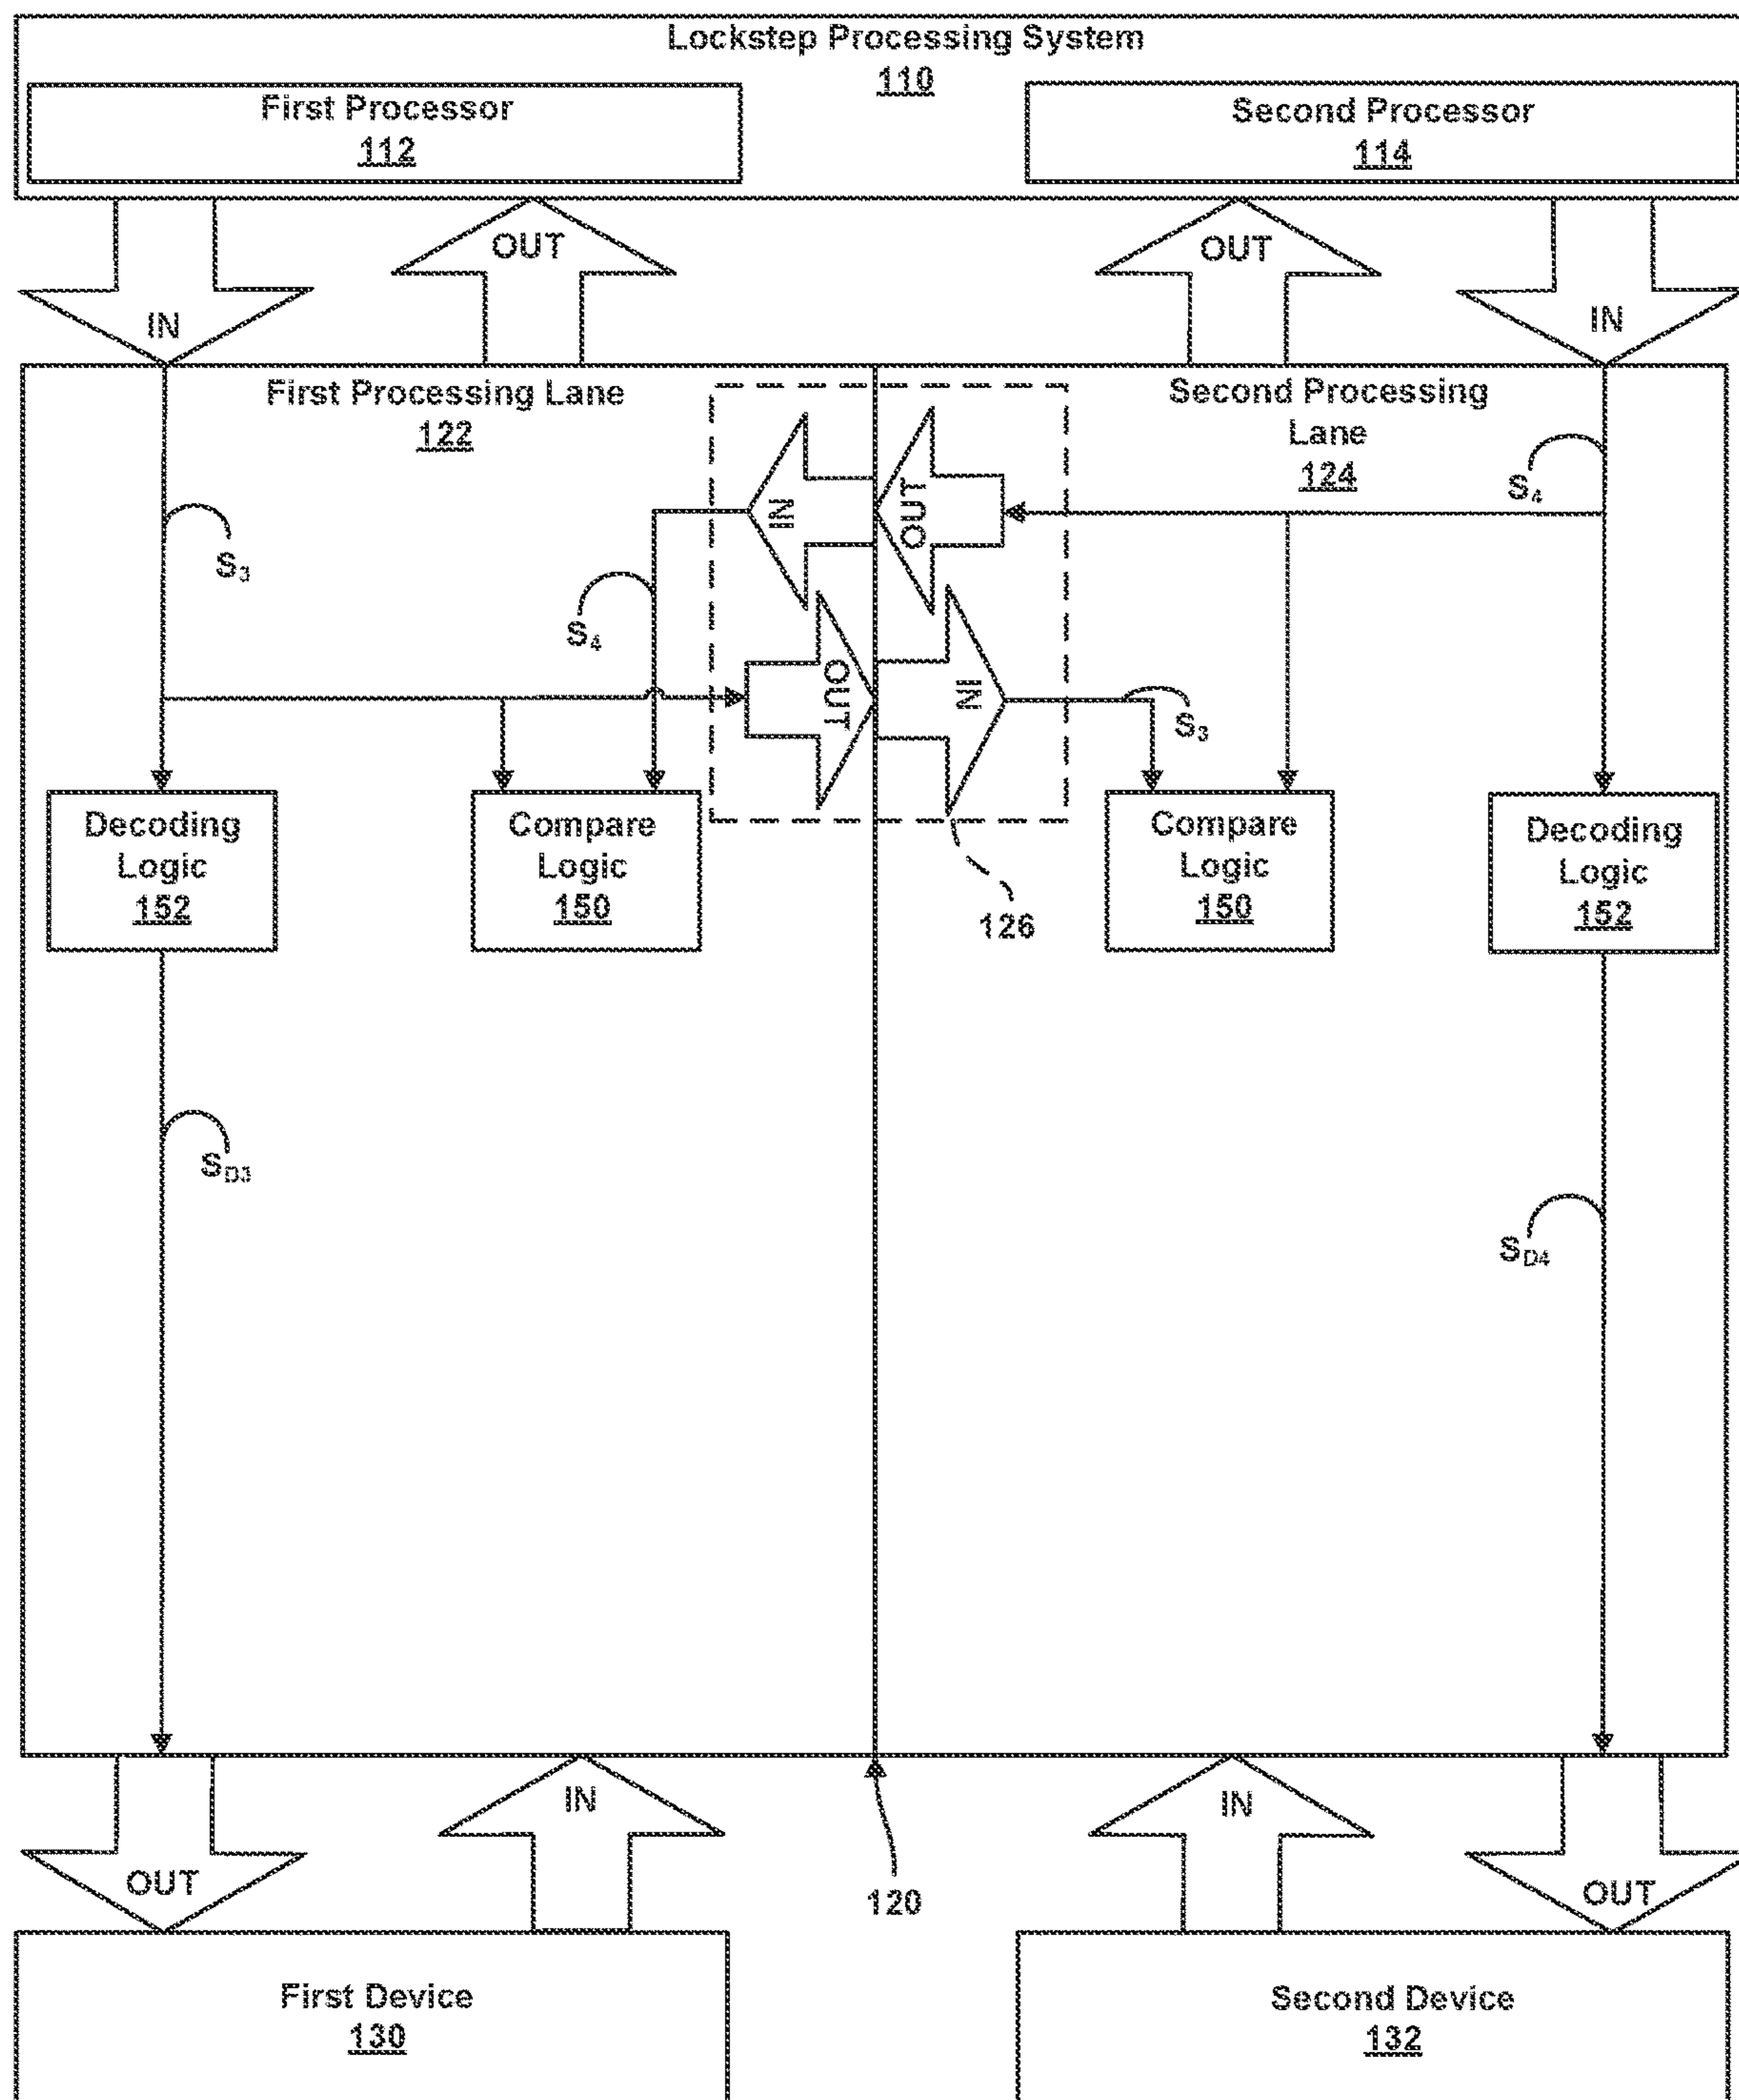 Lockstep Processing System
110
First Processor
112
Second Processor
114
IN
OUT
OUT
IN
First Processing Lane
122
Second Processing
Lane
124
S4
IN
OUT
S3
S4
OUT
IN
S3
Decoding
Logic
152
Compare
Logic
150
Compare
Logic
150
Decoding
Logic
152
126
SD3
SD4
OUT
IN
IN
OUT
120
First Device
130
Second Device
132